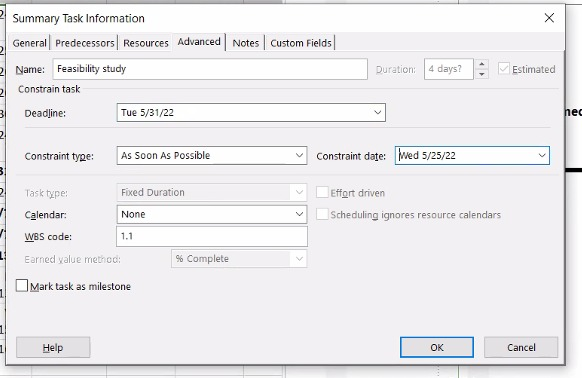 Summary Task Information
General Predecessors Resources Advanced Notes Custom Fields
Name: Feasibility study Duration: 4 days? Estimated
Constrain task
Deadline: Tue 5/31/22
Constraint type: As Soon As Possible Constraint date: Wed 5/25/22
Task type: Fixed Duration Effort driven
Calendar: None Scheduling ignores resource calendars
WBS code: 1.1
Earned value method: % Complete
Mark task as milestone
Help OK Cancel